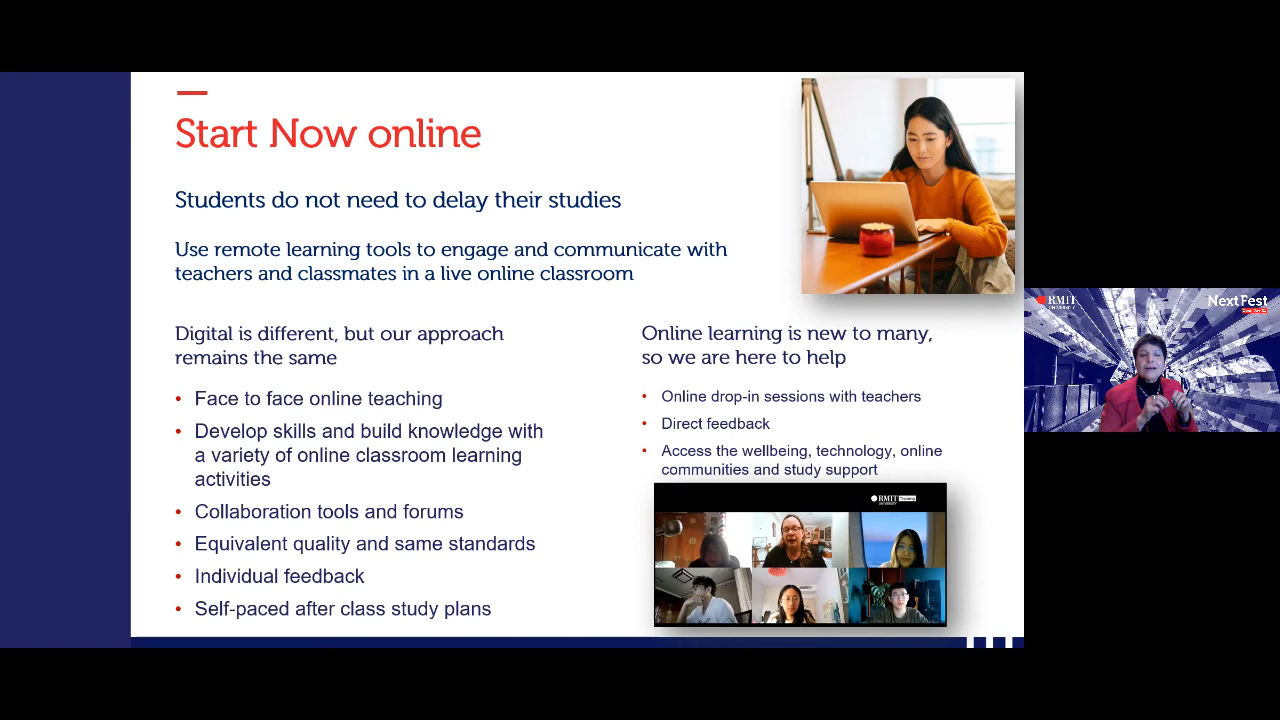 Start Now online
Students do not need to delay their studies
Use remote learning tools to engage and communicate with
teachers and classmates in a live online classroom
Digital is different, but our approach
remains the same
• Face to face online teaching
• Develop skills and build knowledge with
a variety of online classroom learning
activities
• Collaboration tools and forums
• Equivalent quality and same standards
• Individual feedback
• Self-paced after class study plans
Online learning is new to many,
so we are here to help
• Online drop-in sessions with teachers
• Direct feedback
• Access the wellbeing, technology, online
communities and study support
RMIT Training
UNIVERSITY
RMIT
UNIVERSITY
NextFest